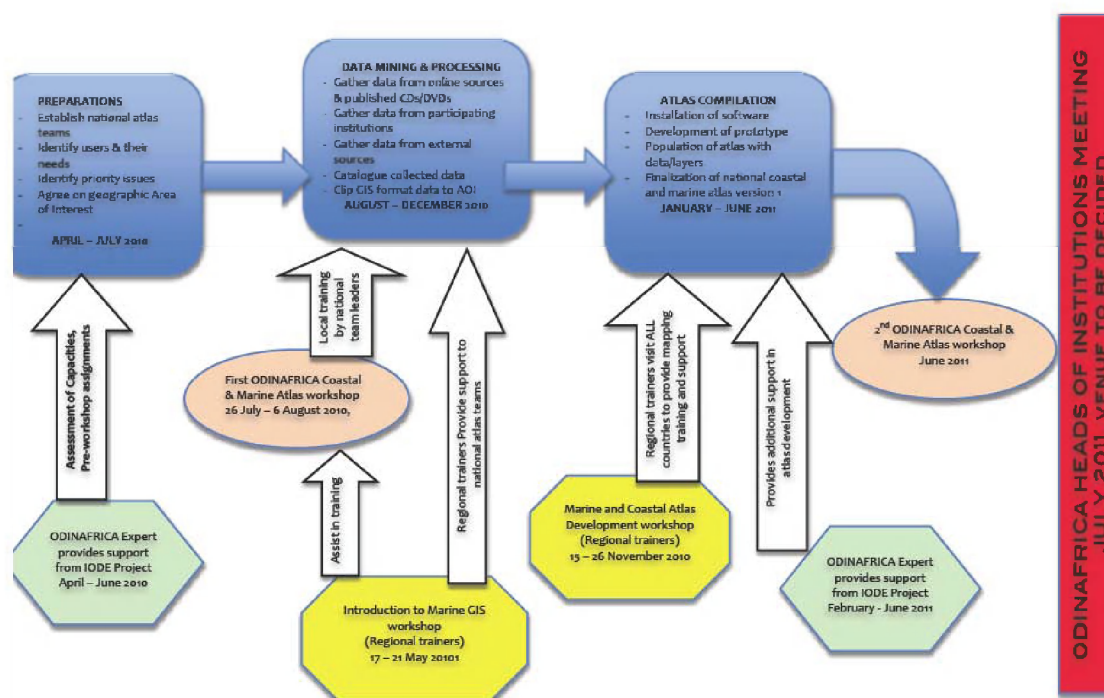 PREPARATIONS
- Establish national atlas
teams
- Identify users & their
needs
- Identify priority issues
- Agree on geographic Area
of Interest
-
APRIL – JULY 2010
DATA MINING & PROCESSING
- Gather data from online sources
& published CDs/DVDs
- Gather data from participating
institutions
- Gather data from external
sources
- Catalogue collected data
- Clip GIS format data to AOI
AUGUST – DECEMBER 2010
ATLAS COMPILATION
- Installation of software
- Development of prototype
- Population of atlas with
data/layers
- Finalization of national coastal
and marine atlas version 1
JANUARY – JUNE 2011
Assessment of Capacities,
Pre-workshop assignments
Local training
by national
team leaders
Regional trainers Provide support to
national atlas teams
Regional trainers visit ALL
countries to provide mapping
training and support
Provides additional support in
atlas development
2nd ODINAFRICA Coastal &
Marine Atlas workshop
June 2011
First ODINAFRICA Coastal
& Marine Atlas workshop
26 July – 6 August 2010,
Assist in training
ODINAFRICA Expert
provides support
from IODE Project
April – June 2010
Introduction to Marine GIS
workshop
(Regional trainers)
17 – 21 May 20101
Marine and Coastal Atlas
Development workshop
(Regional trainers)
15 – 26 November 2010
ODINAFRICA Expert
provides support
from IODE Project
February - June 2011
ODINAFRICA HEADS OF INSTITUTIONS MEETING
JULY 2011, VENUE TO BE DECIDED